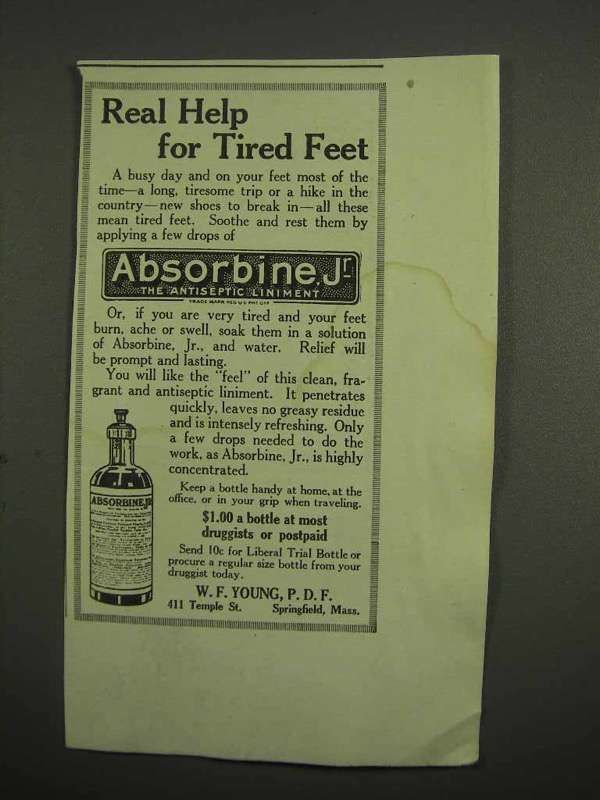 Real Help
for Tired Feet
A busy day and on your feet most of the
time—a long, tiresome trip or a hike in the
country—new shoes to break in—all these
mean tired feet. Soothe and rest them by
applying a few drops of
Absorbine, Jr.
THE ANTISEPTIC LINIMENT
TRADE MARK REG. U.S. PAT. OFF.
Or, if you are very tired and your feet
burn, ache or swell, soak them in a solution
of Absorbine, Jr., and water. Relief will
be prompt and lasting.
You will like the "feel" of this clean, fra-
grant and antiseptic liniment. It penetrates
quickly, leaves no greasy residue
and is intensely refreshing. Only
a few drops needed to do the
work, as Absorbine, Jr., is highly
concentrated.
ABSORBINE, JR.
Keep a bottle handy at home, at the
office, or in your grip when traveling.
$1.00 a bottle at most
druggists or postpaid
Send 10c for Liberal Trial Bottle or
procure a regular size bottle from your
druggist today.
W. F. YOUNG, P. D. F.
411 Temple St. Springfield, Mass.